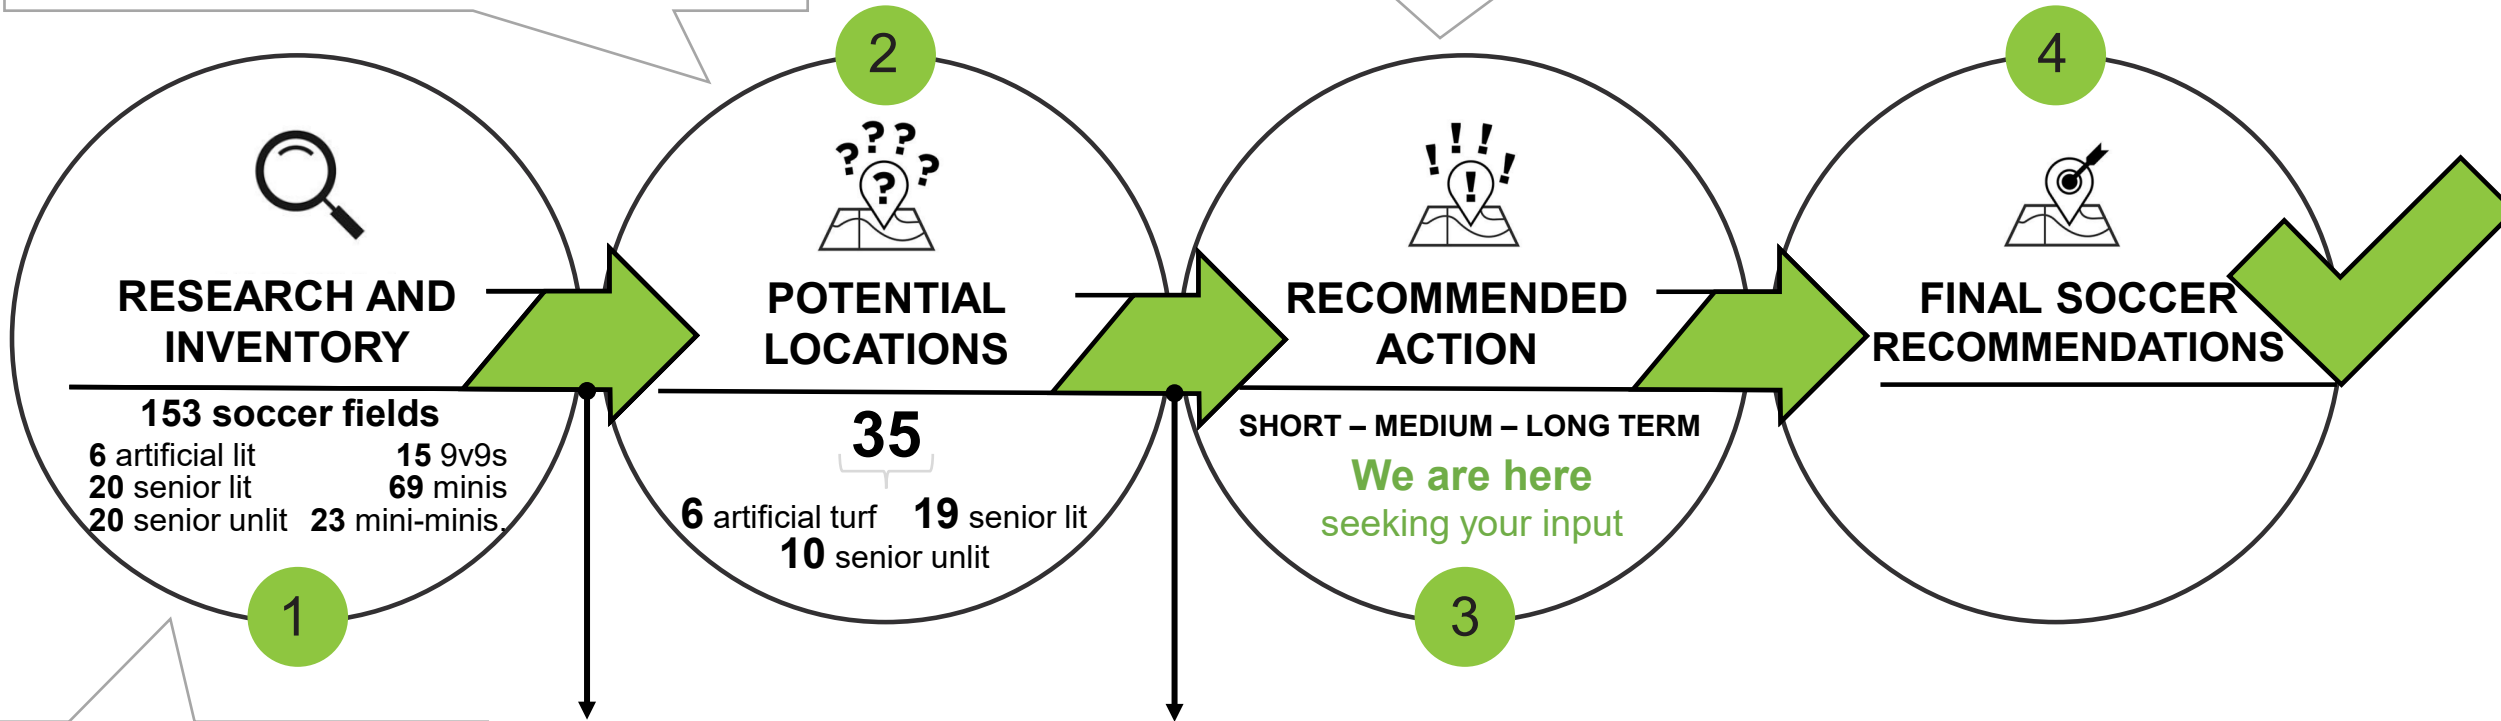 RESEARCH AND
INVENTORY
153 soccer fields
6 artificial lit 15 9v9s
20 senior lit 69 minis
20 senior unlit 23 mini-minis.
1
2
? ? ? ? ? ?
POTENTIAL
LOCATIONS
35
6 artificial turf 19 senior lit
10 senior unlit
! ! ! ! !
RECOMMENDED
ACTION
SHORT – MEDIUM – LONG TERM
We are here
seeking your input
3
4
FINAL SOCCER
RECOMMENDATIONS